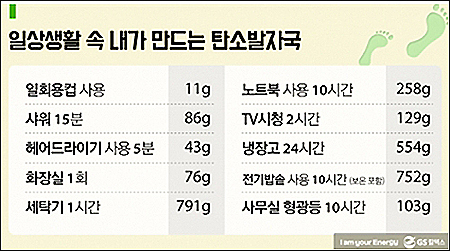 일상생활 속 내가 만드는 탄소발자국
일회용컵 사용 11g
샤워 15분 86g
헤어드라이기 사용 5분 43g
화장실 1회 76g
세탁기 1시간 791g
노트북 사용 10시간 258g
TV시청 2시간 129g
냉장고 24시간 554g
전기밥솥 사용 10시간 (보온 포함) 752g
사무실 형광등 10시간 103g
I am your Energy GS 칼텍스